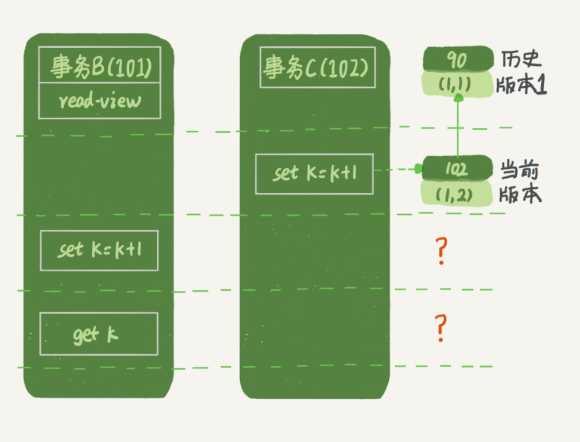 事务B(101)
read-view
事务C(102)
90
(1,1)
历史
版本1
set k=k+1
102
(1,2)
当前
版本
set k=k+1
?
get k
?